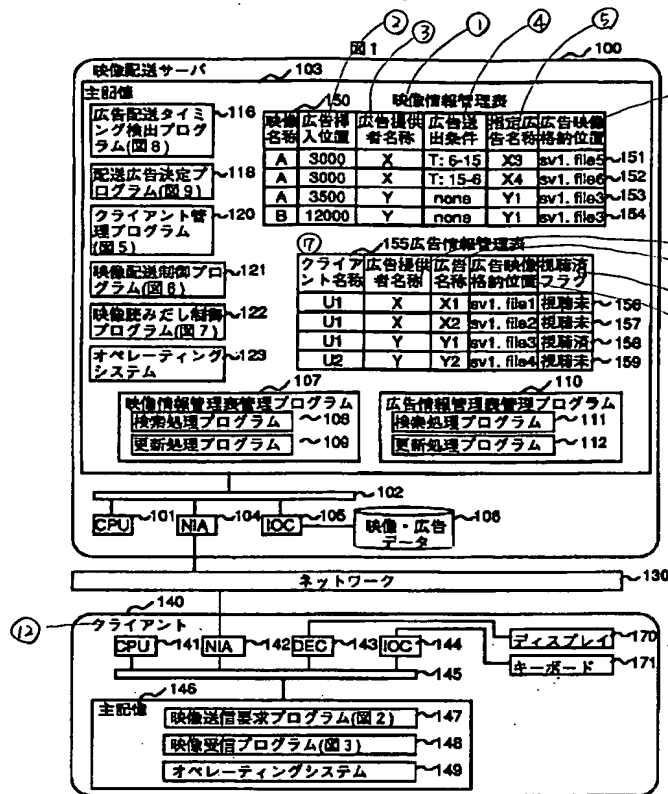 ② ③ ① ④ ⑤
図1
100
映像配送サーバ 103
主記憶
広告配送タイミング検出プログラム(図8) 116
配送広告決定プログラム(図9) 118
クライアント管理プログラム(図5) 120
映像配送制御プログラム(図6) 121
映像読みだし制御プログラム(図7) 122
オペレーティングシステム 123
150 映像情報管理表
映像名称 広告挿入位置 広告提供者名称 広告送出条件 指定広告名称 広告映像格納位置
A 3000 X T: 6-15 X3 sv1.file5 151
A 3000 X T: 15-6 X4 sv1.file6 152
A 3500 Y none Y1 sv1.file3 153
B 12000 Y none Y1 sv1.file3 154
⑰ 155 広告情報管理表
クライアント名称 広告提供者名称 広告名称 広告映像格納位置 視聴済フラグ
U1 X X1 sv1.file1 視聴未 156
U1 X X2 sv1.file2 視聴未 157
U1 Y Y1 sv1.file3 視聴済 158
U2 Y Y2 sv1.file4 視聴未 159
107
映像情報管理表管理プログラム
検索処理プログラム 108
更新処理プログラム 109
110
広告情報管理表管理プログラム
検索処理プログラム 111
更新処理プログラム 112
102
CPU 101 NIA 104 IOC 105 映像・広告データ 106
ネットワーク 130
140
⑫ クライアント
CPU 141 NIA 142 DEC 143 IOC 144
ディスプレイ 170
キーボード 171
145
146
主記憶
映像送信要求プログラム(図2) 147
映像受信プログラム(図3) 148
オペレーティングシステム 149